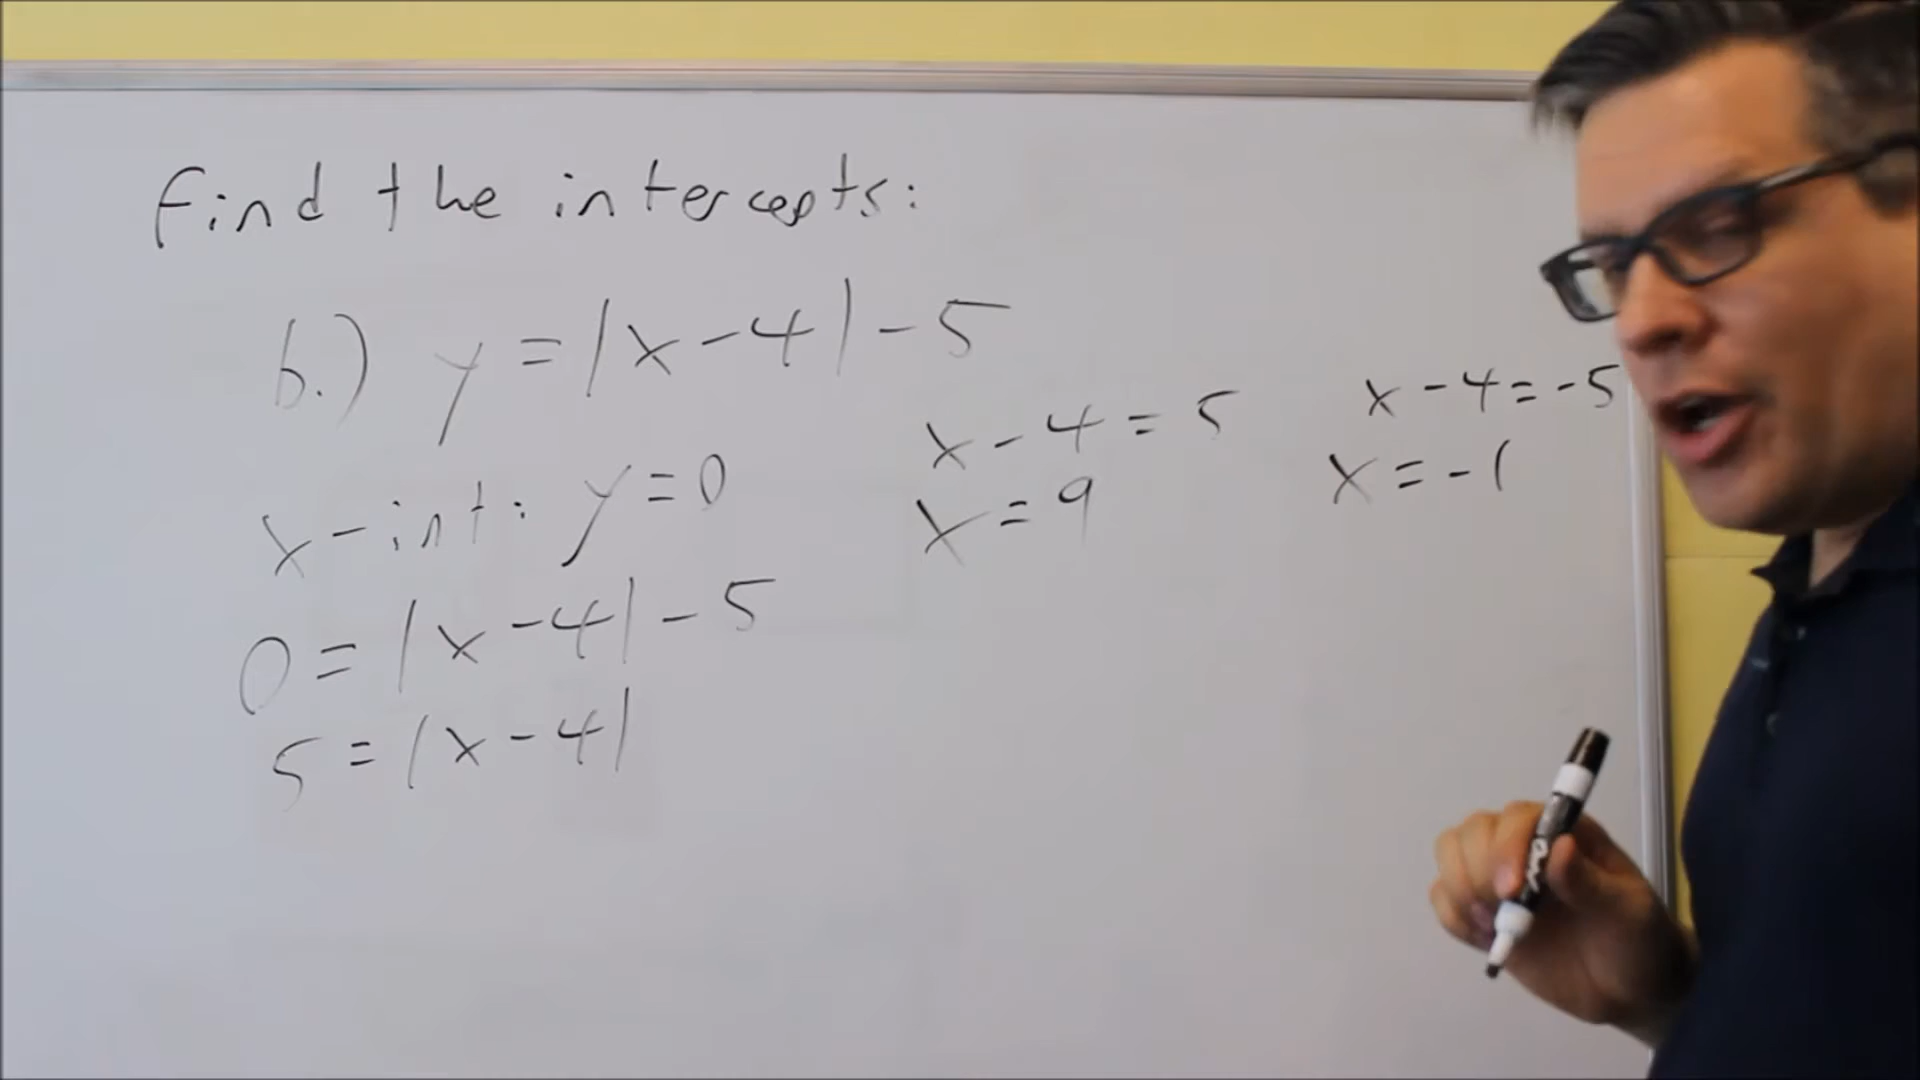 Find the intercepts:
b.) y = |x - 4| - 5
x - int: y = 0
0 = |x - 4| - 5
5 = |x - 4|
x - 4 = 5
x = 9
x - 4 = -5
x = -1